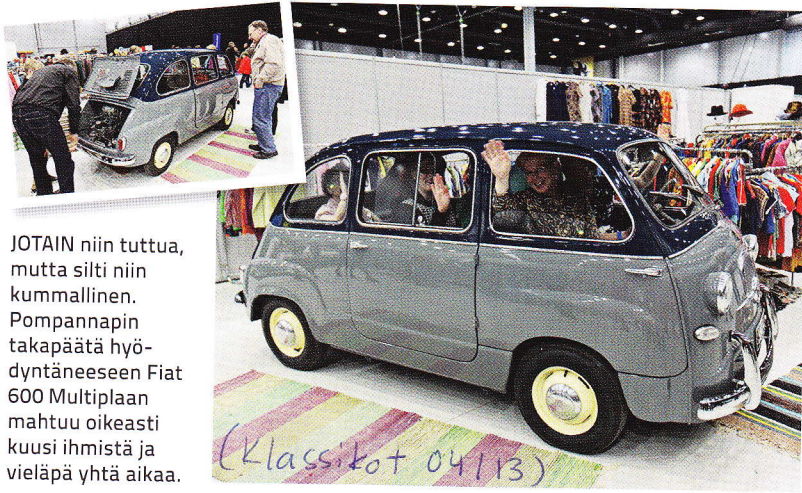 JOTAIN niin tuttua,
mutta silti niin
kummallinen.
Pompannapin
takapäätä hyö-
dyntäneeseen Fiat
600 Multiplaan
mahtuu oikeasti
kuusi ihmistä ja
vieläpä yhtä aikaa.
(Klassikot 04/13)